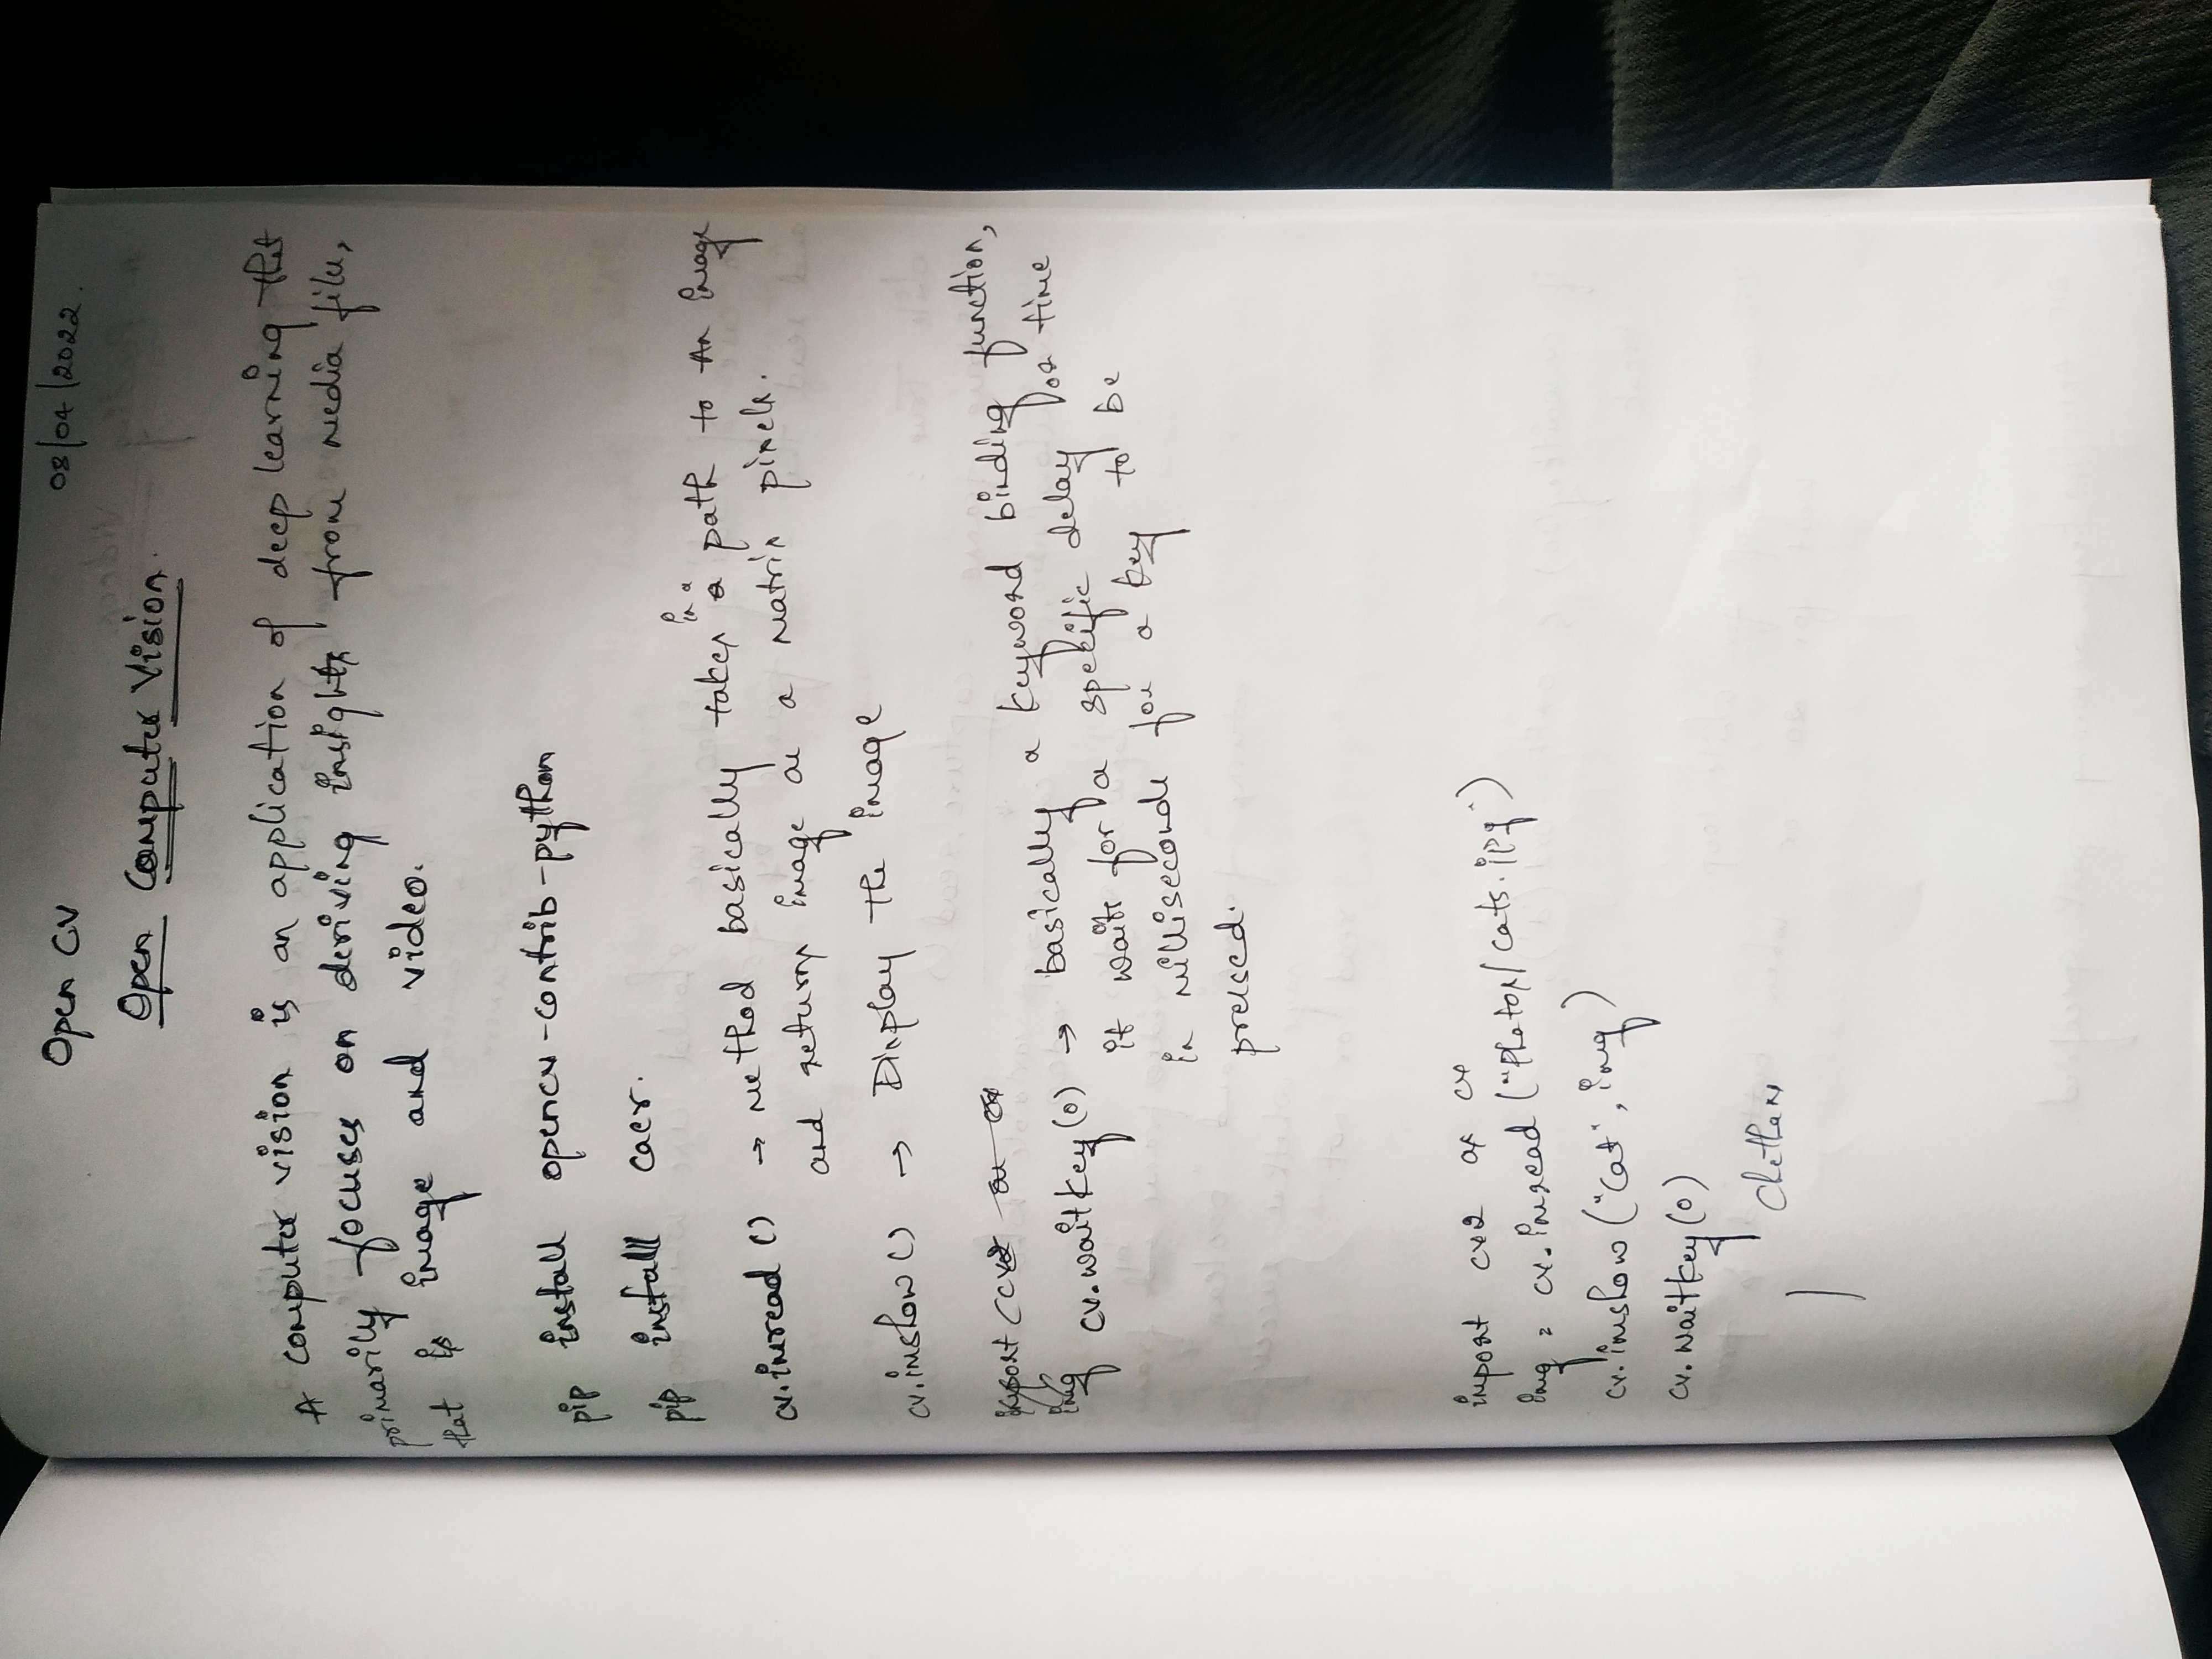 Open CV
08/04/2022.
Open Computer Vision.
A computer vision is an application of deep learning that
primarily focuses on deriving insights from media file,
that is image and video.
pip install opencv-contrib-python
pip install caer.
cv.imread () → method basically takes in a a path to An image
and returns image as a matrix pixels.
cv.imshow () → Display the image
import cv2 as cv
img
cv.waitkey (0) → basically a keyword binding function,
it waits for a specific delay or time
in milliseconds for a key to be
pressed.
import cv2 as cv
img = cv.imread ("Photos/cats.jpg")
cv.imshow ("Cat", img)
cv.waitkey (0)
Chethan